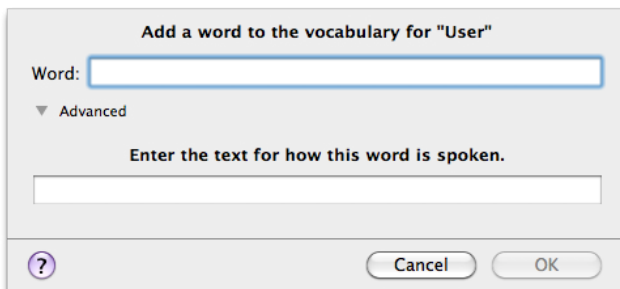 Add a word to the vocabulary for "User"
Word:
Advanced
Enter the text for how this word is spoken.
?
Cancel
OK